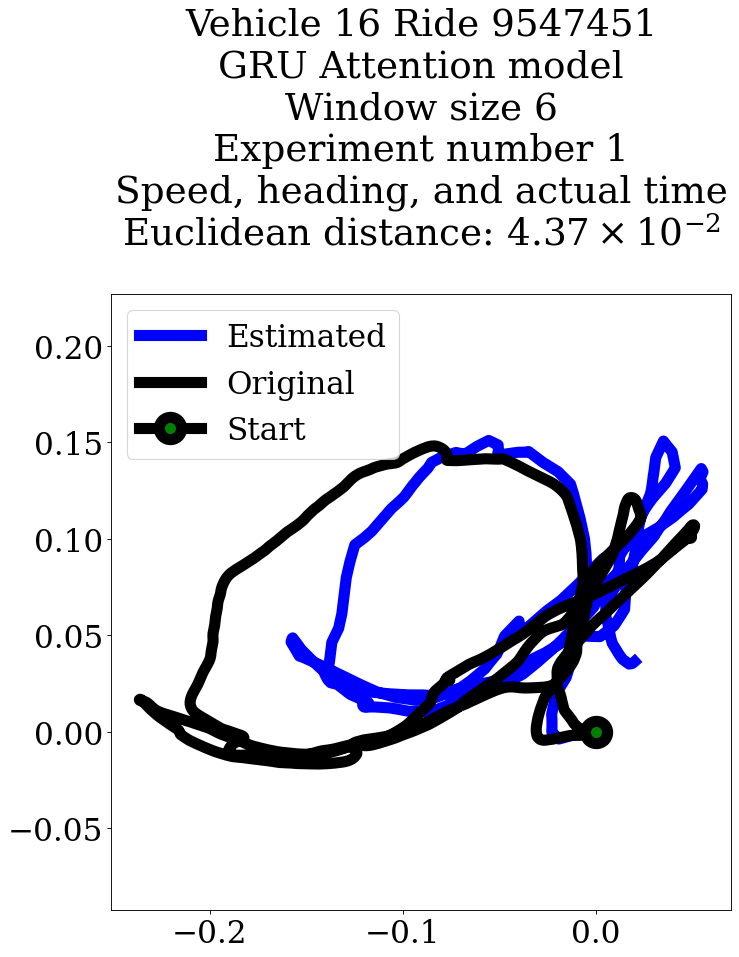 Vehicle 16 Ride 9547451
GRU Attention model
Window size 6
Experiment number 1
Speed, heading, and actual time
Euclidean distance: 4.37 × 10⁻²
Estimated
Original
Start
0.20
0.15
0.10
0.05
0.00
−0.05
−0.2
−0.1
0.0